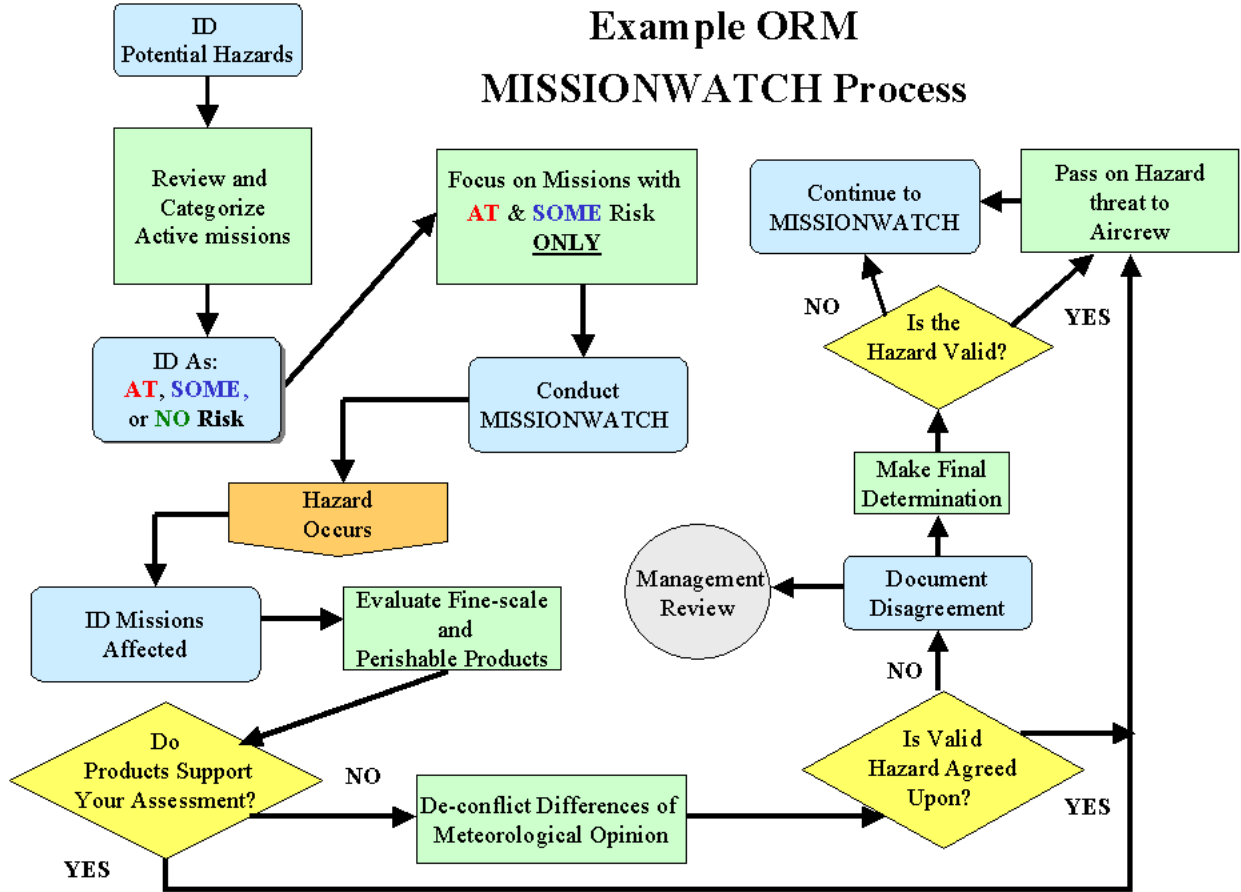 Example ORM
MISSIONWATCH Process
ID
Potential Hazards
Review and
Categorize
Active missions
ID As:
AT, SOME,
or NO Risk
Focus on Missions with
AT & SOME Risk
ONLY
Conduct
MISSIONWATCH
Hazard
Occurs
ID Missions
Affected
Evaluate Fine-scale
and
Perishable Products
Do
Products Support
Your Assessment?
NO
YES
De-conflict Differences of
Meteorological Opinion
Is Valid
Hazard Agreed
Upon?
YES
NO
Document
Disagreement
Management
Review
Make Final
Determination
Is the
Hazard Valid?
NO
YES
Continue to
MISSIONWATCH
Pass on Hazard
threat to
Aircrew